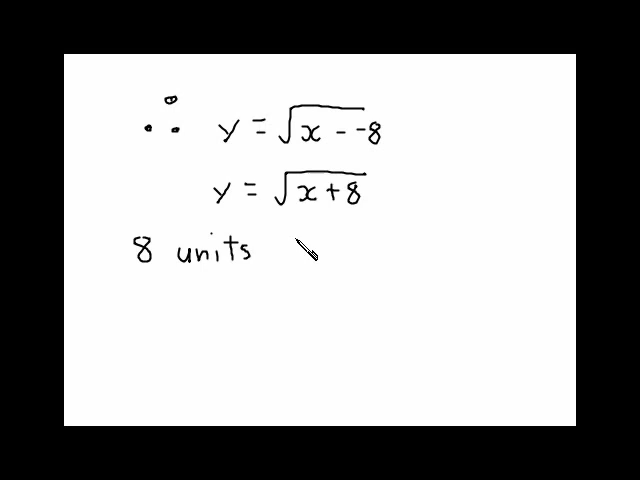 ∴ y = √(x - -8)
y = √(x + 8)
8 units